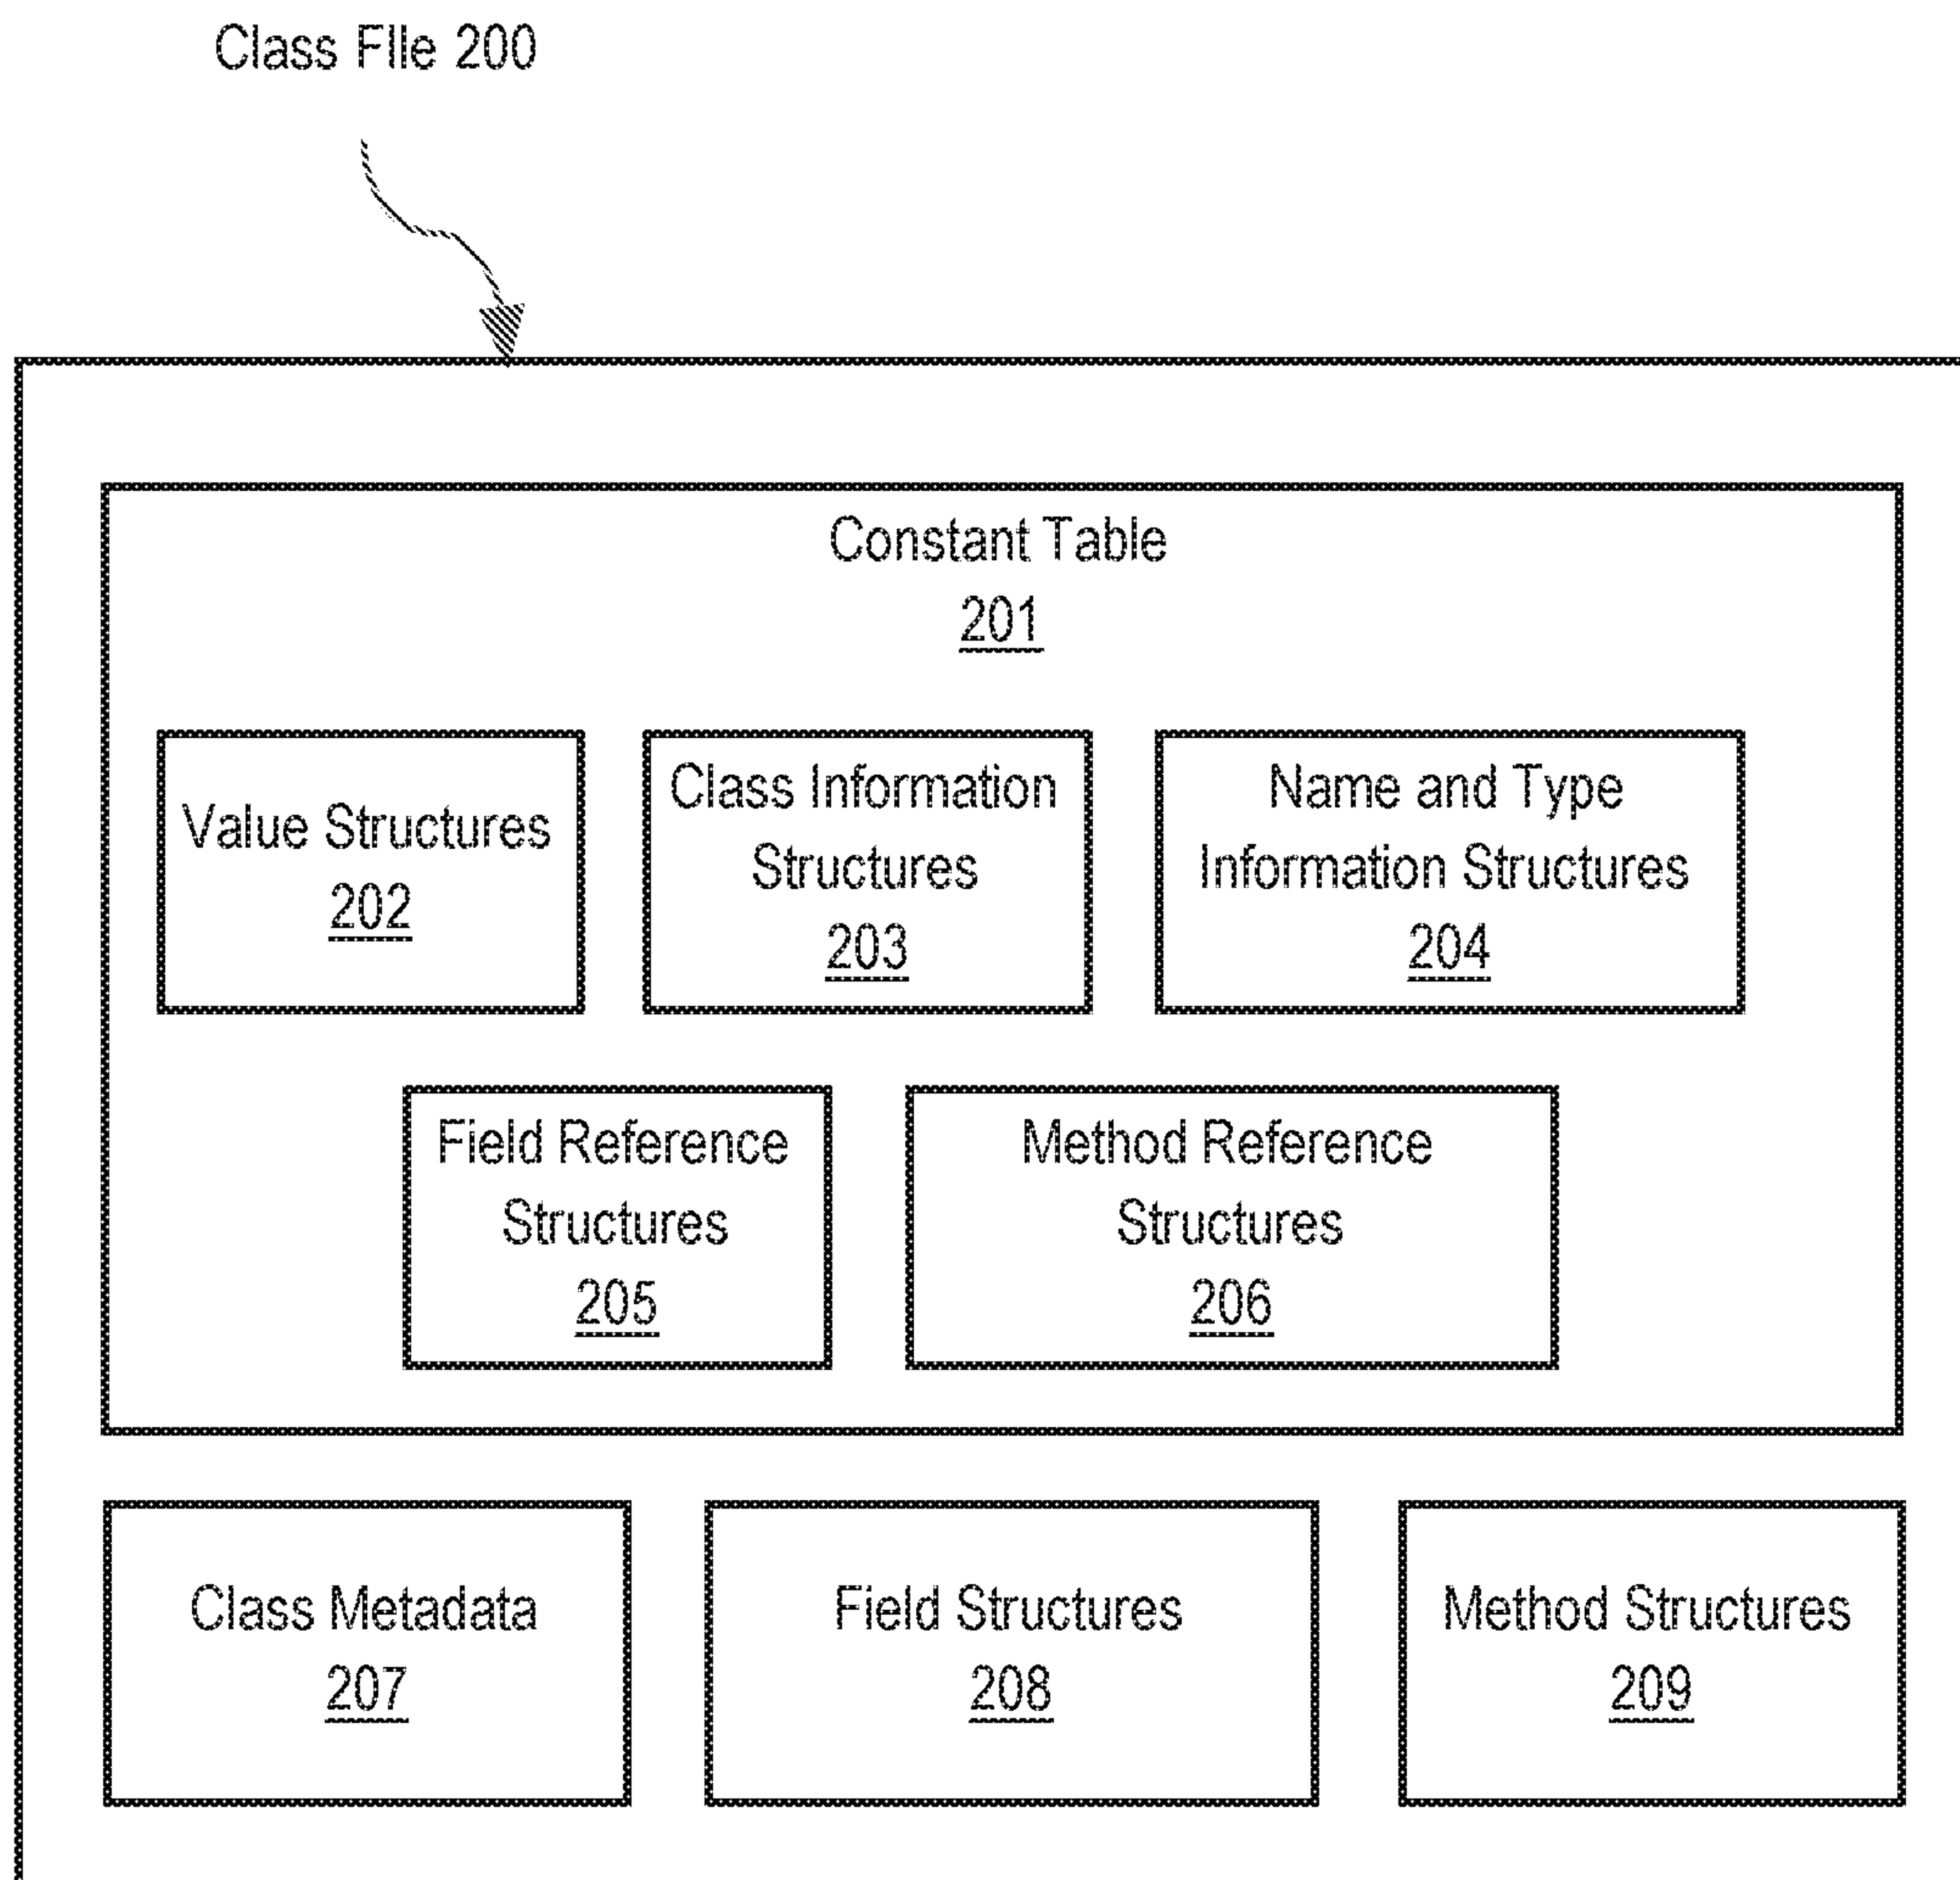 Class FIle 200
Constant Table
201
Value Structures
202
Class Information
Structures
203
Name and Type
Information Structures
204
Field Reference
Structures
205
Method Reference
Structures
206
Class Metadata
207
Field Structures
208
Method Structures
209